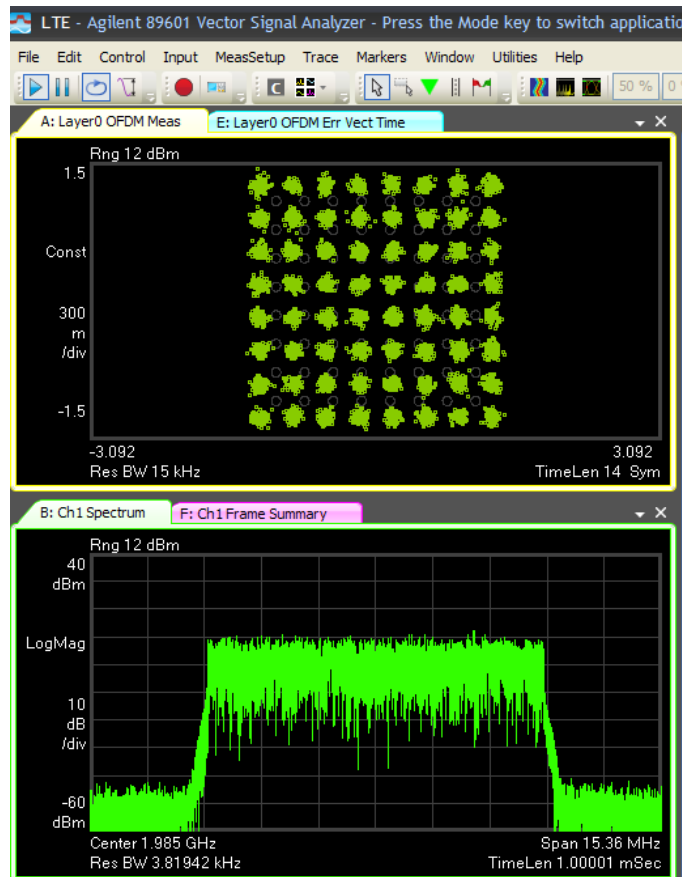 LTE - Agilent 89601 Vector Signal Analyzer - Press the Mode key to switch applicatio
File Edit Control Input MeasSetup Trace Markers Window Utilities Help
50 % 0
A: Layer0 OFDM Meas E: Layer0 OFDM Err Vect Time
Rng 12 dBm
1.5
Const
300
m
/div
-1.5
-3.092 3.092
Res BW 15 kHz TimeLen 14 Sym
B: Ch1 Spectrum F: Ch1 Frame Summary
Rng 12 dBm
40
dBm
LogMag
10
dB
/div
-60
dBm
Center 1.985 GHz Span 15.36 MHz
Res BW 3.81942 kHz TimeLen 1.00001 mSec